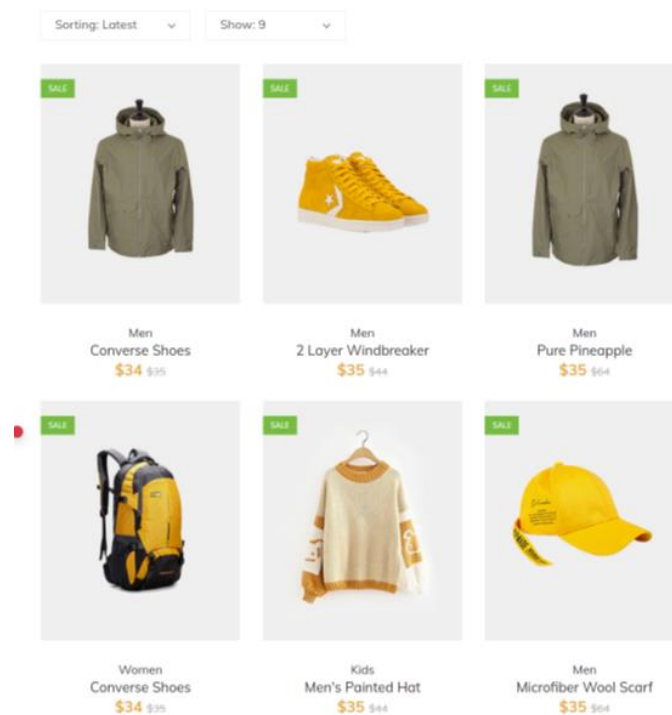 Sorting: Latest
Show: 9
SALE
SALE
SALE
Men
Converse Shoes
$34 $35
Men
2 Layer Windbreaker
$35 $44
Men
Pure Pineapple
$35 $64
SALE
SALE
SALE
Women
Converse Shoes
$34 $35
Kids
Men's Painted Hat
$35 $44
Men
Microfiber Wool Scarf
$35 $64